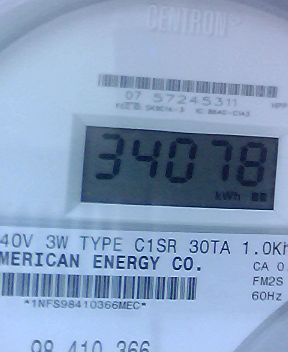 CENTRON
07 57245311
34078
kWh
40V 3W TYPE C1SR 30TA 1.0Kh
MERICAN ENERGY CO.
CA 0
FM2S
*1NFS98410366MEC*
60Hz
98 410 366